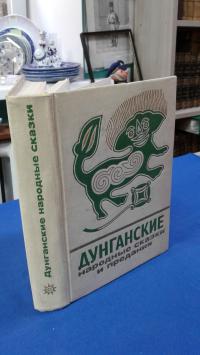 Дунганские народные сказки
ДУНГАНСКИЕ
народные сказки
и предания